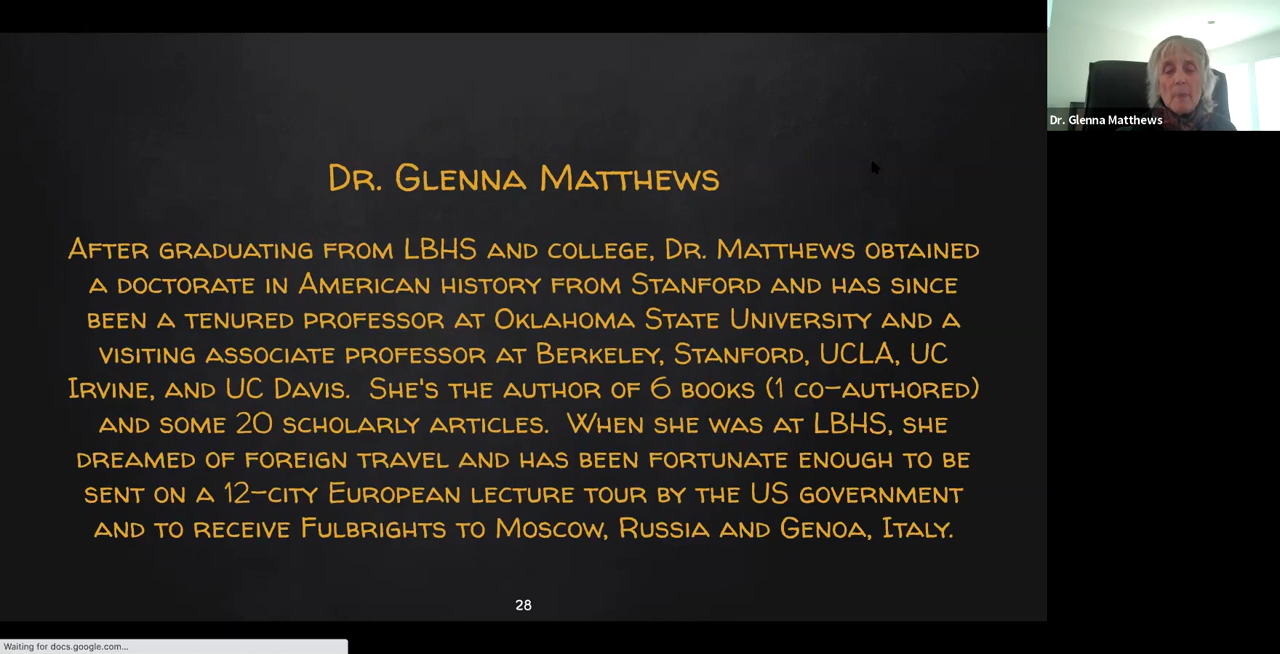 Dr. Glenna Matthews
Dr. Glenna Matthews
After graduating from LBHS and college, Dr. Matthews obtained
a doctorate in American history from Stanford and has since
been a tenured professor at Oklahoma State University and a
visiting associate professor at Berkeley, Stanford, UCLA, UC
Irvine, and UC Davis. She's the author of 6 books (1 co-authored)
and some 20 scholarly articles. When she was at LBHS, she
dreamed of foreign travel and has been fortunate enough to be
sent on a 12-city European lecture tour by the US government
and to receive Fulbrights to Moscow, Russia and Genoa, Italy.
28
Waiting for docs.google.com...